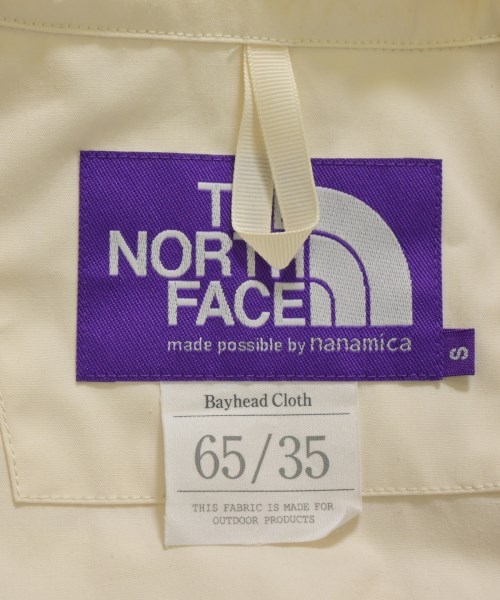 THE
NORTH
FACE
made possible by nanamica
S
Bayhead Cloth
65/35
THIS FABRIC IS MADE FOR
OUTDOOR PRODUCTS